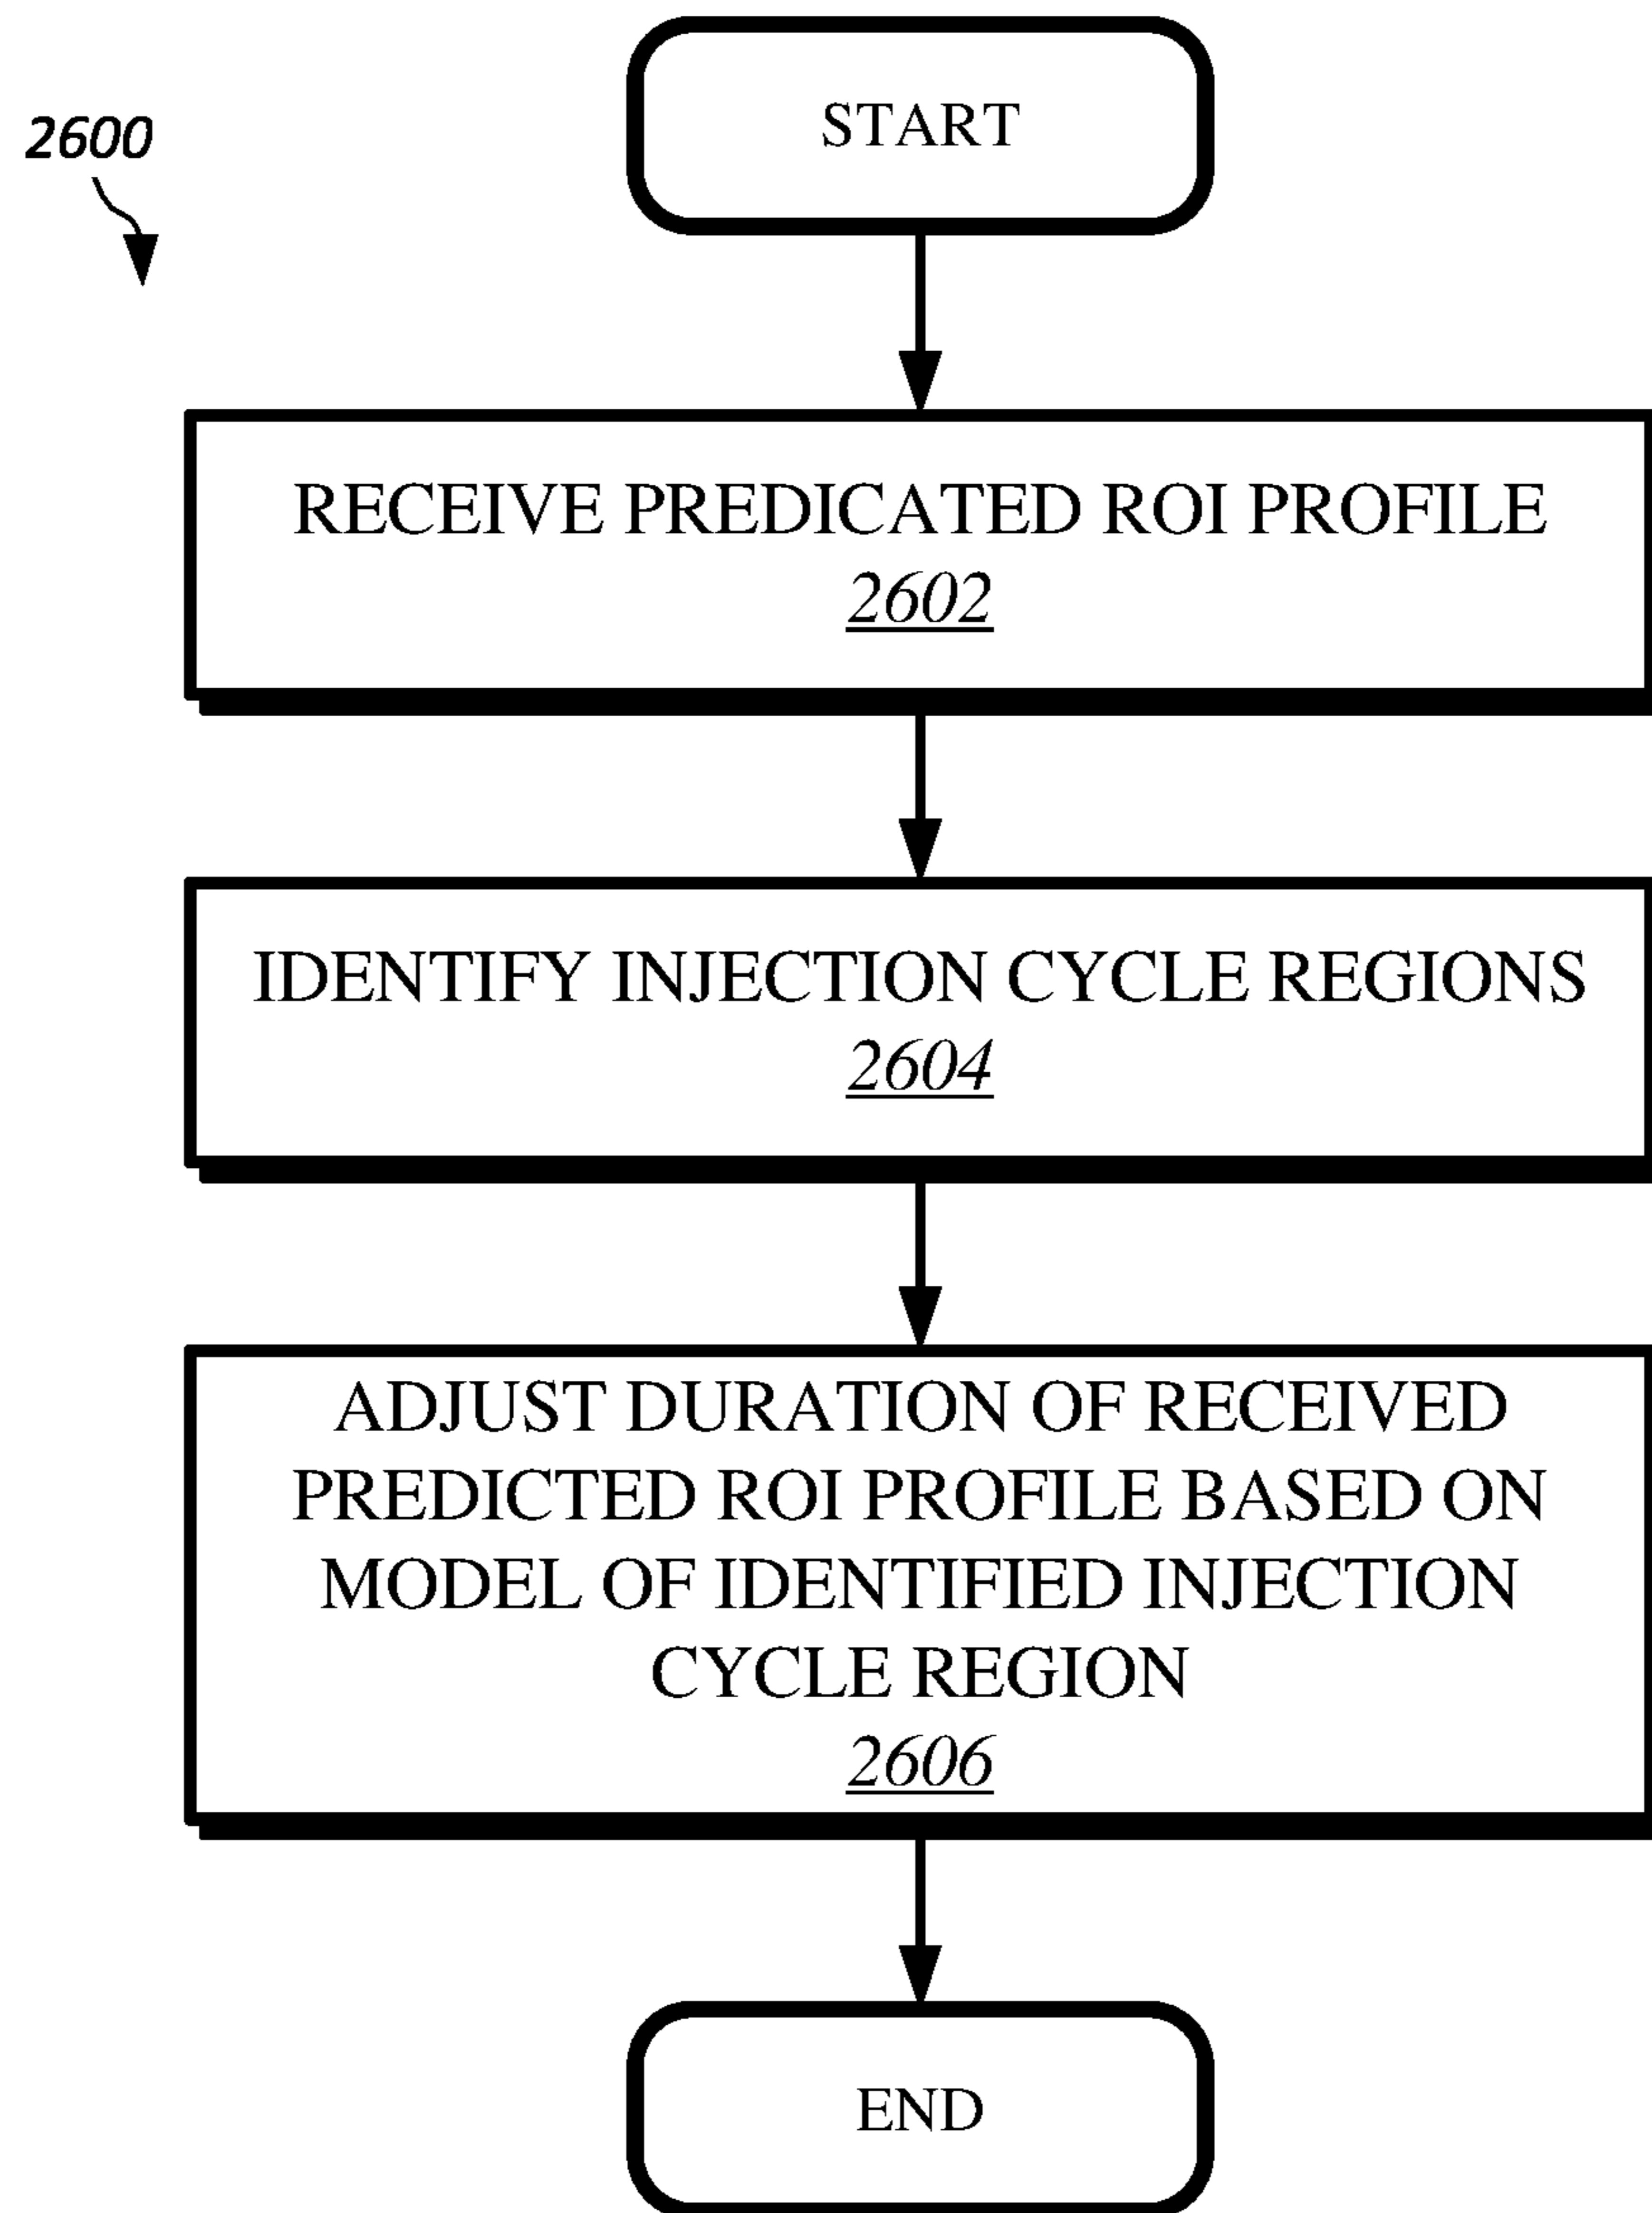 2600
START
RECEIVE PREDICATED ROI PROFILE
2602
IDENTIFY INJECTION CYCLE REGIONS
2604
ADJUST DURATION OF RECEIVED
PREDICTED ROI PROFILE BASED ON
MODEL OF IDENTIFIED INJECTION
CYCLE REGION
2606
END